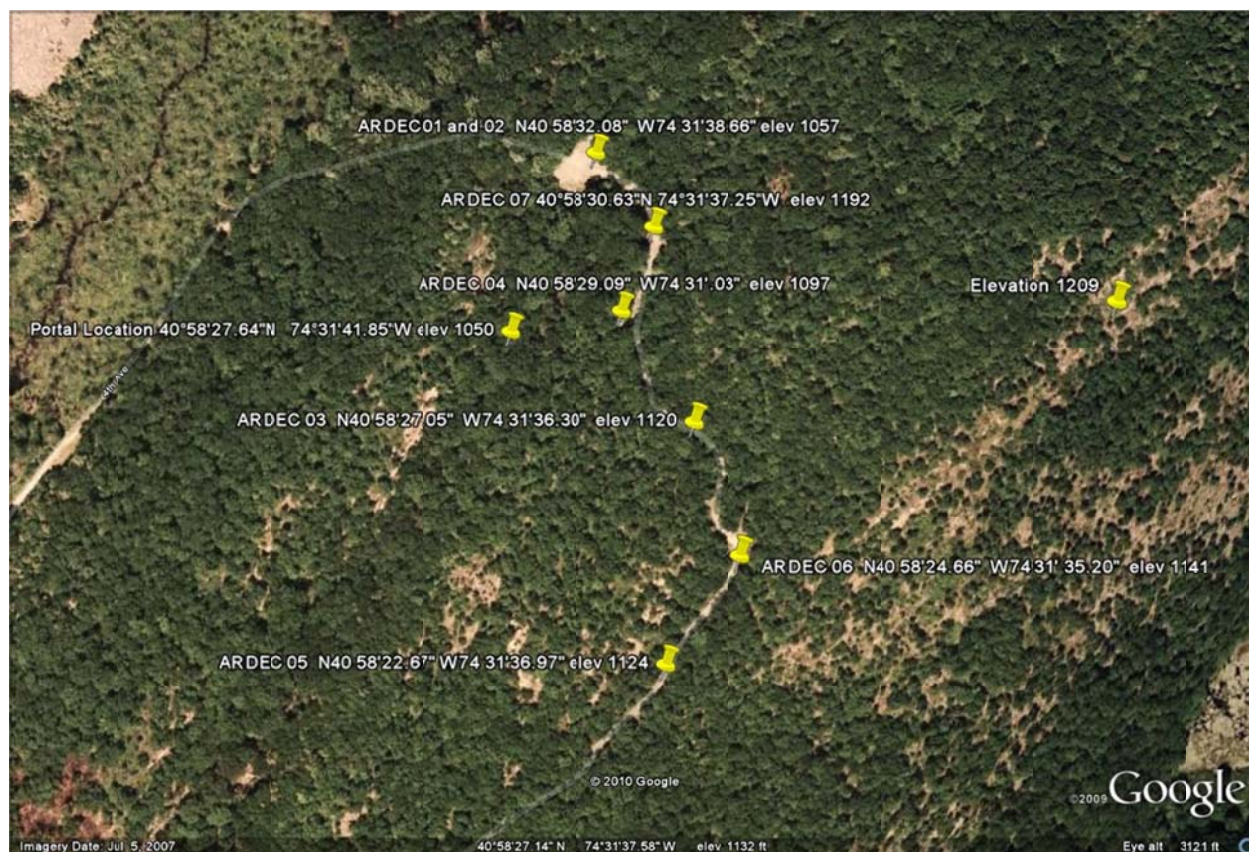 ARDEC01 and 02 N40 58'32.08" W74 31'38.66" elev 1057
ARDEC 07 40°58'30.63"N 74°31'37.25"W elev 1192
ARDEC 04 N40 58'29.09" W74 31'.03" elev 1097
Elevation 1209
Portal Location 40°58'27.64"N 74°31'41.85"W elev 1050
4th Ave
ARDEC 03 N40 58'27.05" W74 31'36.30" elev 1120
ARDEC 06 N40 58'24.66" W74 31' 35.20" elev 1141
ARDEC 05 N40 58'22.67" W74 31'36.97" elev 1124
© 2010 Google
©2009 Google
Imagery Date: Jul 5, 2007 40°58'27.14" N 74°31'37.58" W elev 1132 ft Eye alt 3121 ft